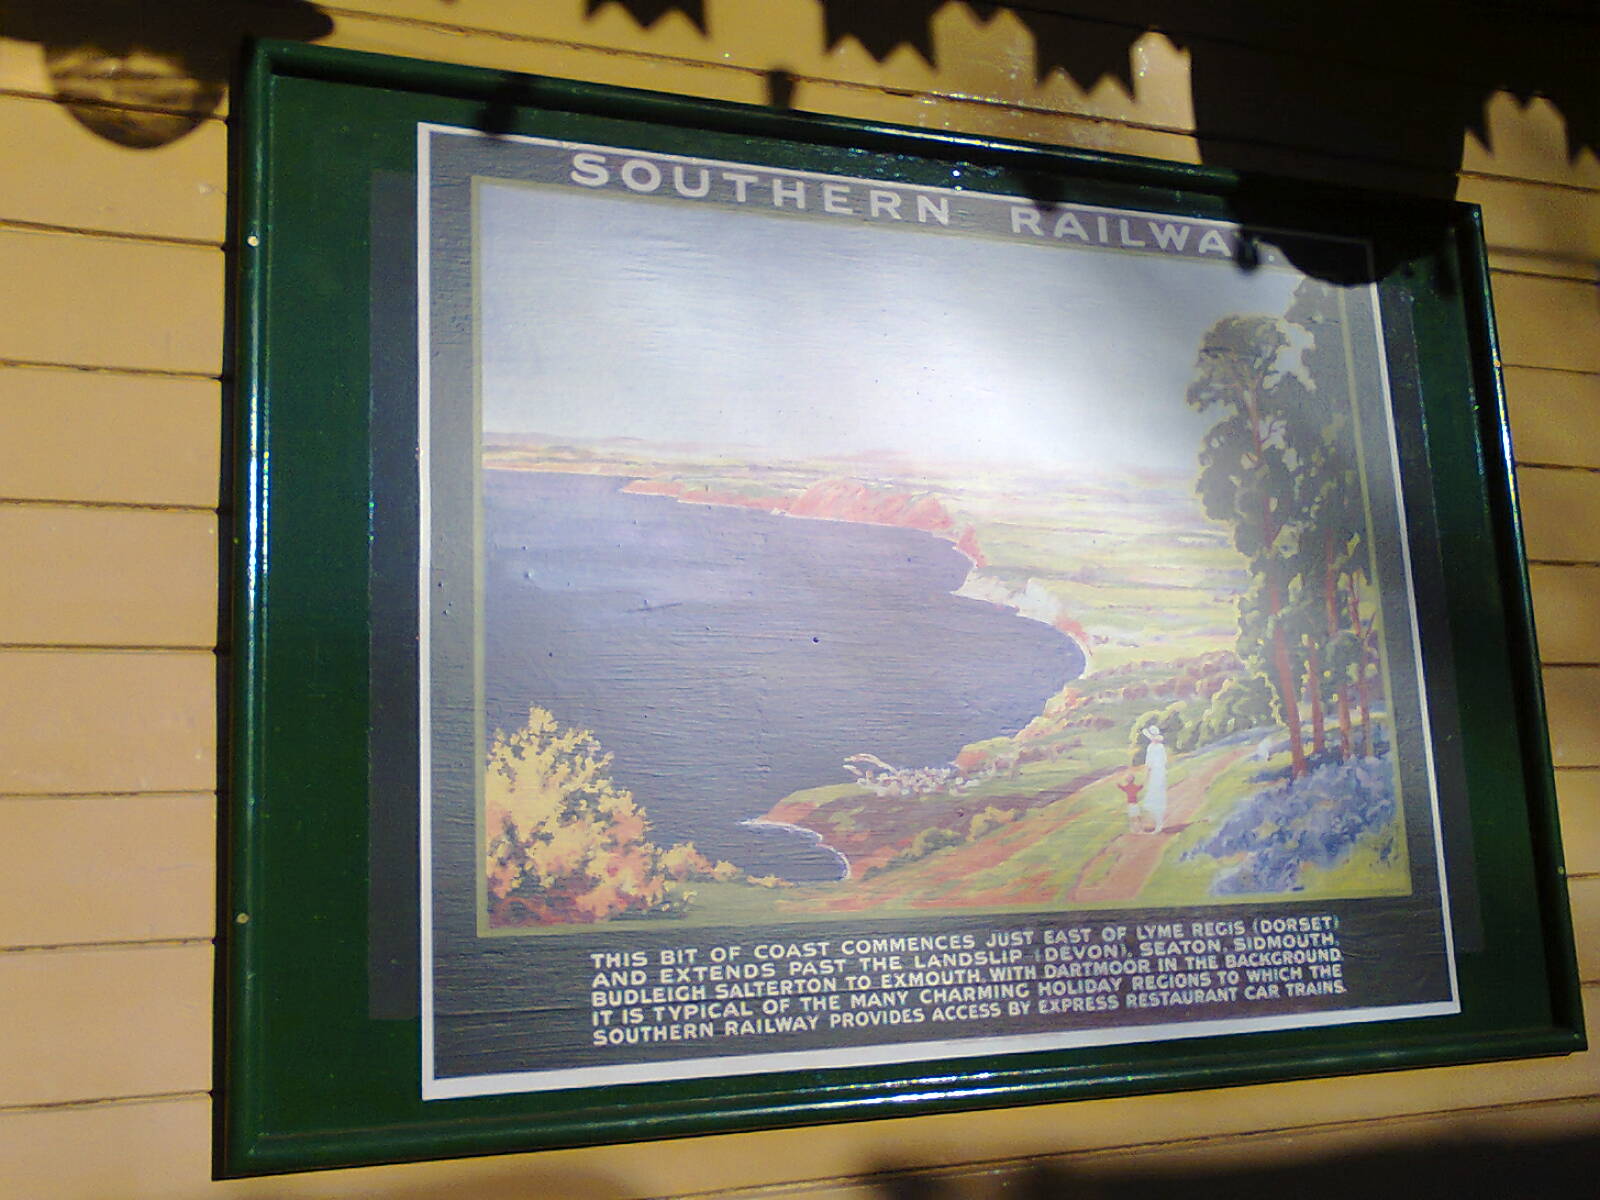 SOUTHERN RAILWAY.
THIS BIT OF COAST COMMENCES JUST EAST OF LYME REGIS (DORSET)
AND EXTENDS PAST THE LANDSLIP (DEVON), SEATON, SIDMOUTH,
BUDLEIGH SALTERTON TO EXMOUTH, WITH DARTMOOR IN THE BACKGROUND.
IT IS TYPICAL OF THE MANY CHARMING HOLIDAY REGIONS TO WHICH THE
SOUTHERN RAILWAY PROVIDES ACCESS BY EXPRESS RESTAURANT CAR TRAINS.